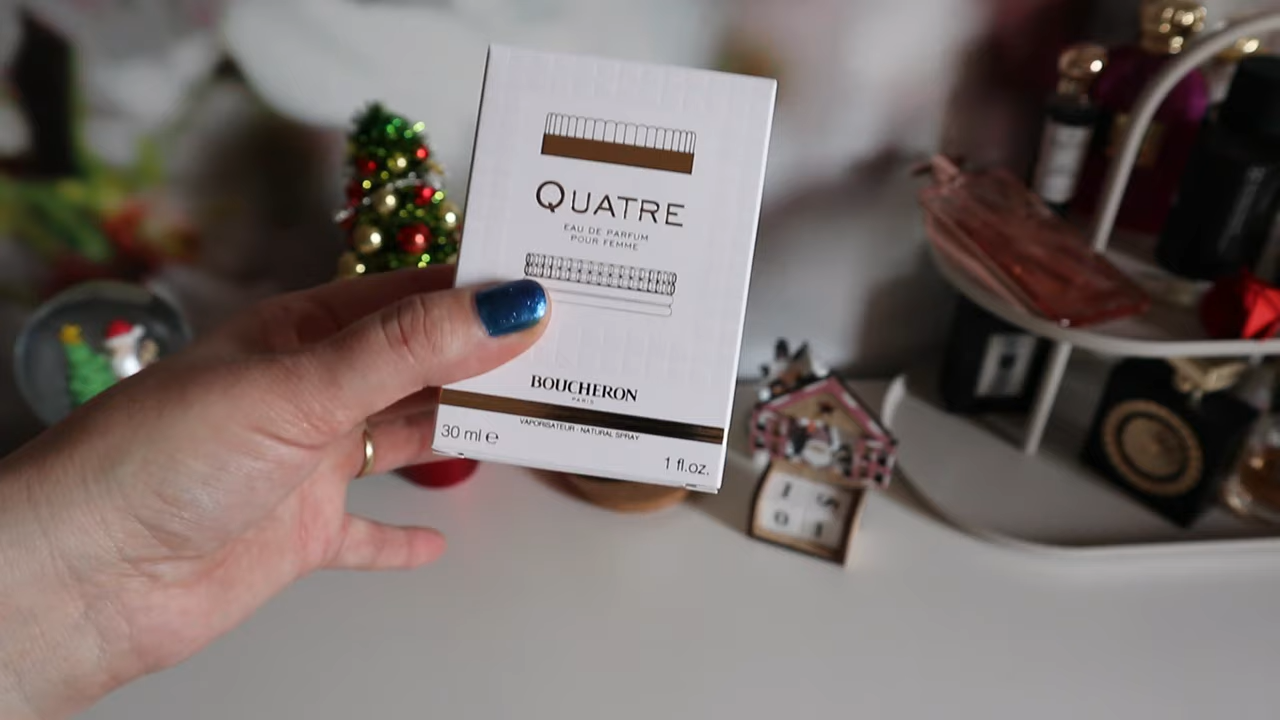 QUATRE
EAU DE PARFUM
POUR FEMME
BOUCHERON
PARIS
VAPORISATEUR - NATURAL SPRAY
30 ml ℮
1 fl.oz.